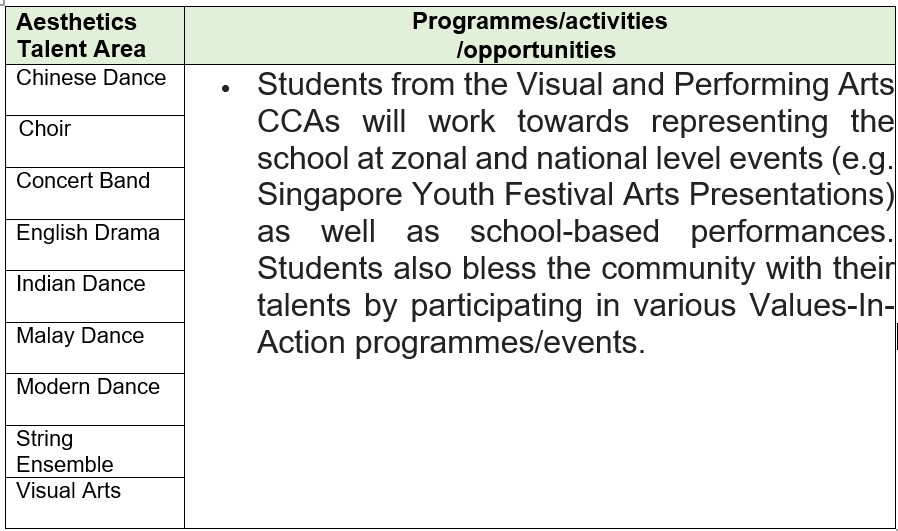 Aesthetics
Talent Area
Programmes/activities
/opportunities
Chinese Dance
Choir
Concert Band
English Drama
Indian Dance
Malay Dance
Modern Dance
String
Ensemble
Visual Arts
• Students from the Visual and Performing Arts
CCAs will work towards representing the
school at zonal and national level events (e.g.
Singapore Youth Festival Arts Presentations)
as well as school-based performances.
Students also bless the community with their
talents by participating in various Values-In-
Action programmes/events.